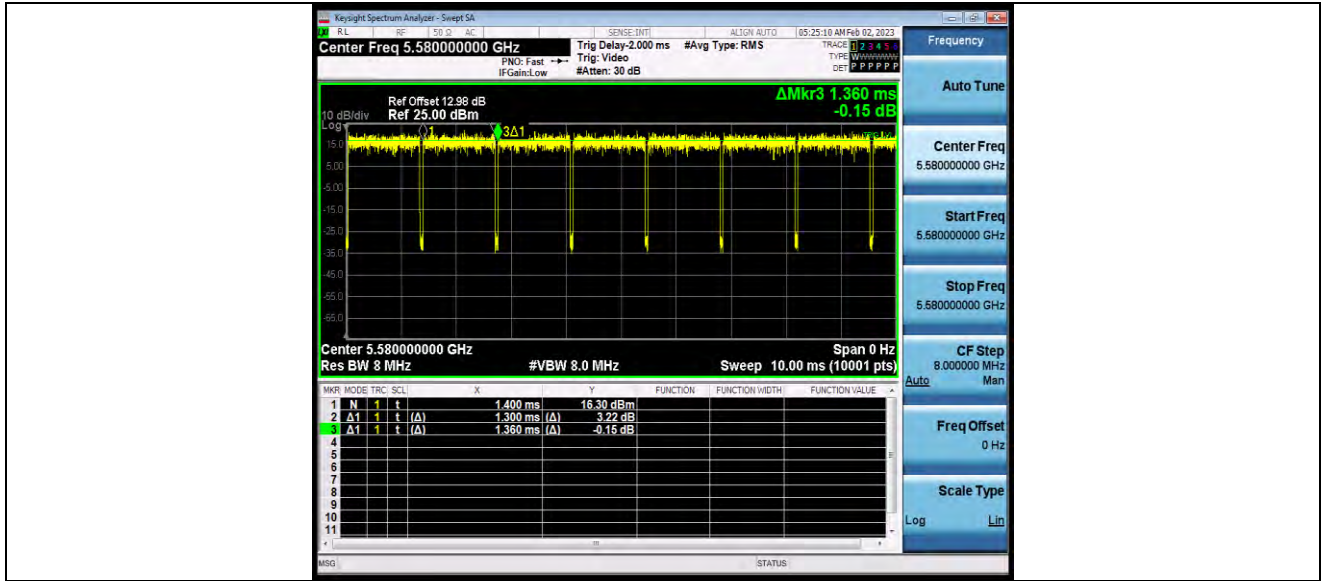 Keysight Spectrum Analyzer - Swept SA
RL RF 50 Ω AC SENSE:INT ALIGN AUTO 05:25:10 AM Feb 02, 2023
Center Freq 5.580000000 GHz
Trig Delay-2.000 ms #Avg Type: RMS
TRACE 1 2 3 4 5 6
PNO: Fast Trig: Video
TYPE WWWWWW
IFGain:Low #Atten: 30 dB
DET P P P P P P
ΔMkr3 1.360 ms
-0.15 dB
Ref Offset 12.98 dB
10 dB/div Ref 25.00 dBm
Log
1 3Δ1
15.0
5.00
-5.00
-15.0
-25.0
-35.0
-45.0
-55.0
-65.0
Center 5.580000000 GHz Span 0 Hz
Res BW 8 MHz #VBW 8.0 MHz Sweep 10.00 ms (10001 pts)
MKR MODE TRC SCL X Y FUNCTION FUNCTION WIDTH FUNCTION VALUE
1 N 1 t 1.400 ms 16.30 dBm
2 Δ1 1 t (Δ) 1.300 ms (Δ) 3.22 dB
3 Δ1 1 t (Δ) 1.360 ms (Δ) -0.15 dB
4
5
6
7
8
9
10
11
MSG STATUS
Frequency
Auto Tune
Center Freq
5.580000000 GHz
Start Freq
5.580000000 GHz
Stop Freq
5.580000000 GHz
CF Step
8.000000 MHz
Auto Man
Freq Offset
0 Hz
Scale Type
Log Lin